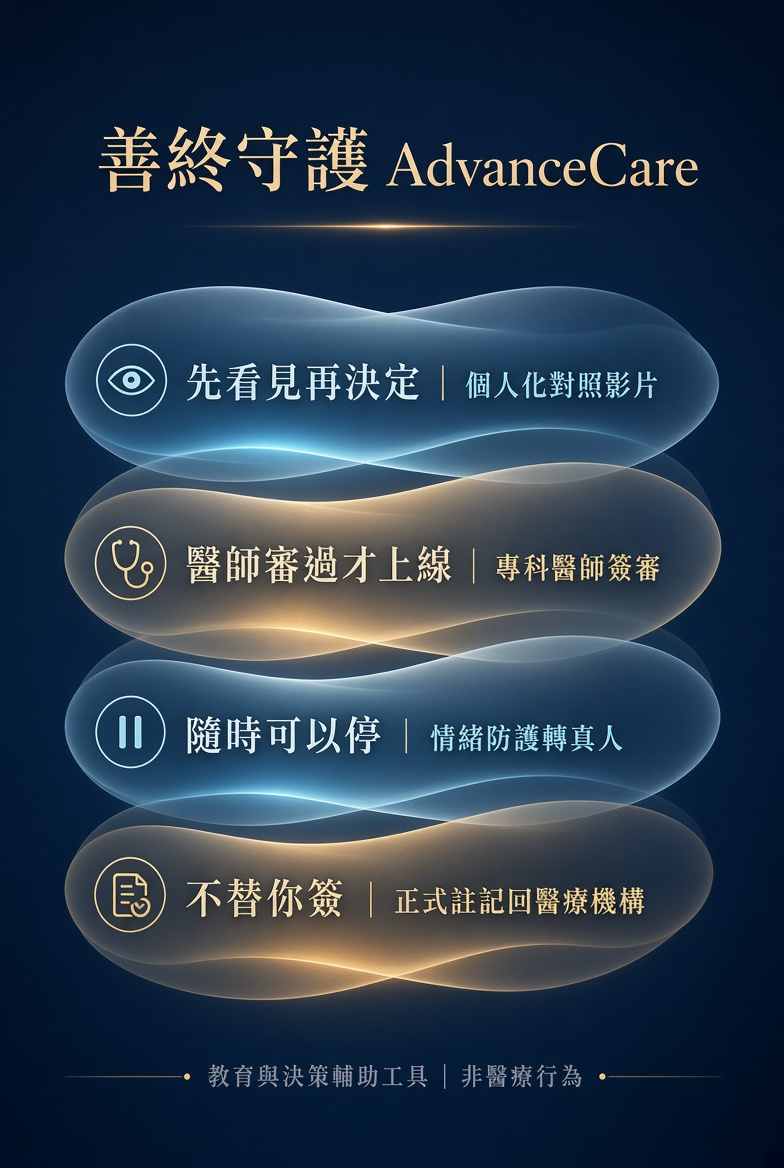 善終守護 AdvanceCare
先看見再決定｜個人化對照影片
醫師審過才上線｜專科醫師簽審
隨時可以停｜情緒防護轉真人
不替你簽｜正式註記回醫療機構
教育與決策輔助工具｜非醫療行為